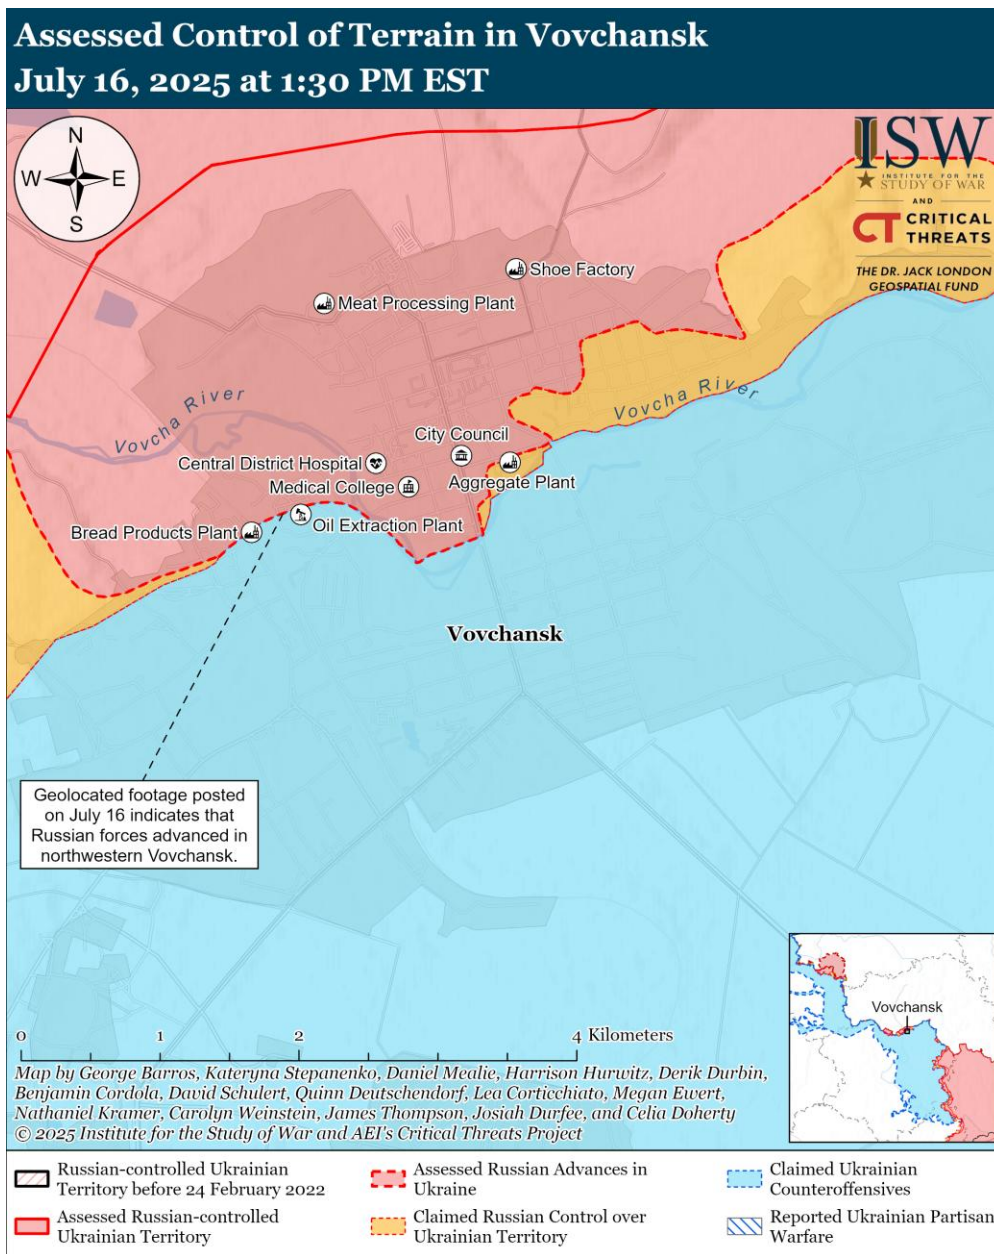 Assessed Control of Terrain in Vovchansk
July 16, 2025 at 1:30 PM EST
N
W
E
S
ISW
INSTITUTE FOR THE
STUDY OF WAR
AND
CT CRITICAL
THREATS
THE DR. JACK LONDON
GEOSPATIAL FUND
Shoe Factory
Meat Processing Plant
Vovcha River
Vovcha River
City Council
Central District Hospital
Medical College
Aggregate Plant
Bread Products Plant
Oil Extraction Plant
Vovchansk
Geolocated footage posted
on July 16 indicates that
Russian forces advanced in
northwestern Vovchansk.
Vovchansk
0 1 2 4 Kilometers
Map by George Barros, Kateryna Stepanenko, Daniel Mealie, Harrison Hurwitz, Derik Durbin,
Benjamin Cordola, David Schulert, Quinn Deutschendorf, Lea Corticchiato, Megan Ewert,
Nathaniel Kramer, Carolyn Weinstein, James Thompson, Josiah Durfee, and Celia Doherty
© 2025 Institute for the Study of War and AEI's Critical Threats Project
Russian-controlled Ukrainian
Territory before 24 February 2022
Assessed Russian-controlled
Ukrainian Territory
Assessed Russian Advances in
Ukraine
Claimed Russian Control over
Ukrainian Territory
Claimed Ukrainian
Counteroffensives
Reported Ukrainian Partisan
Warfare